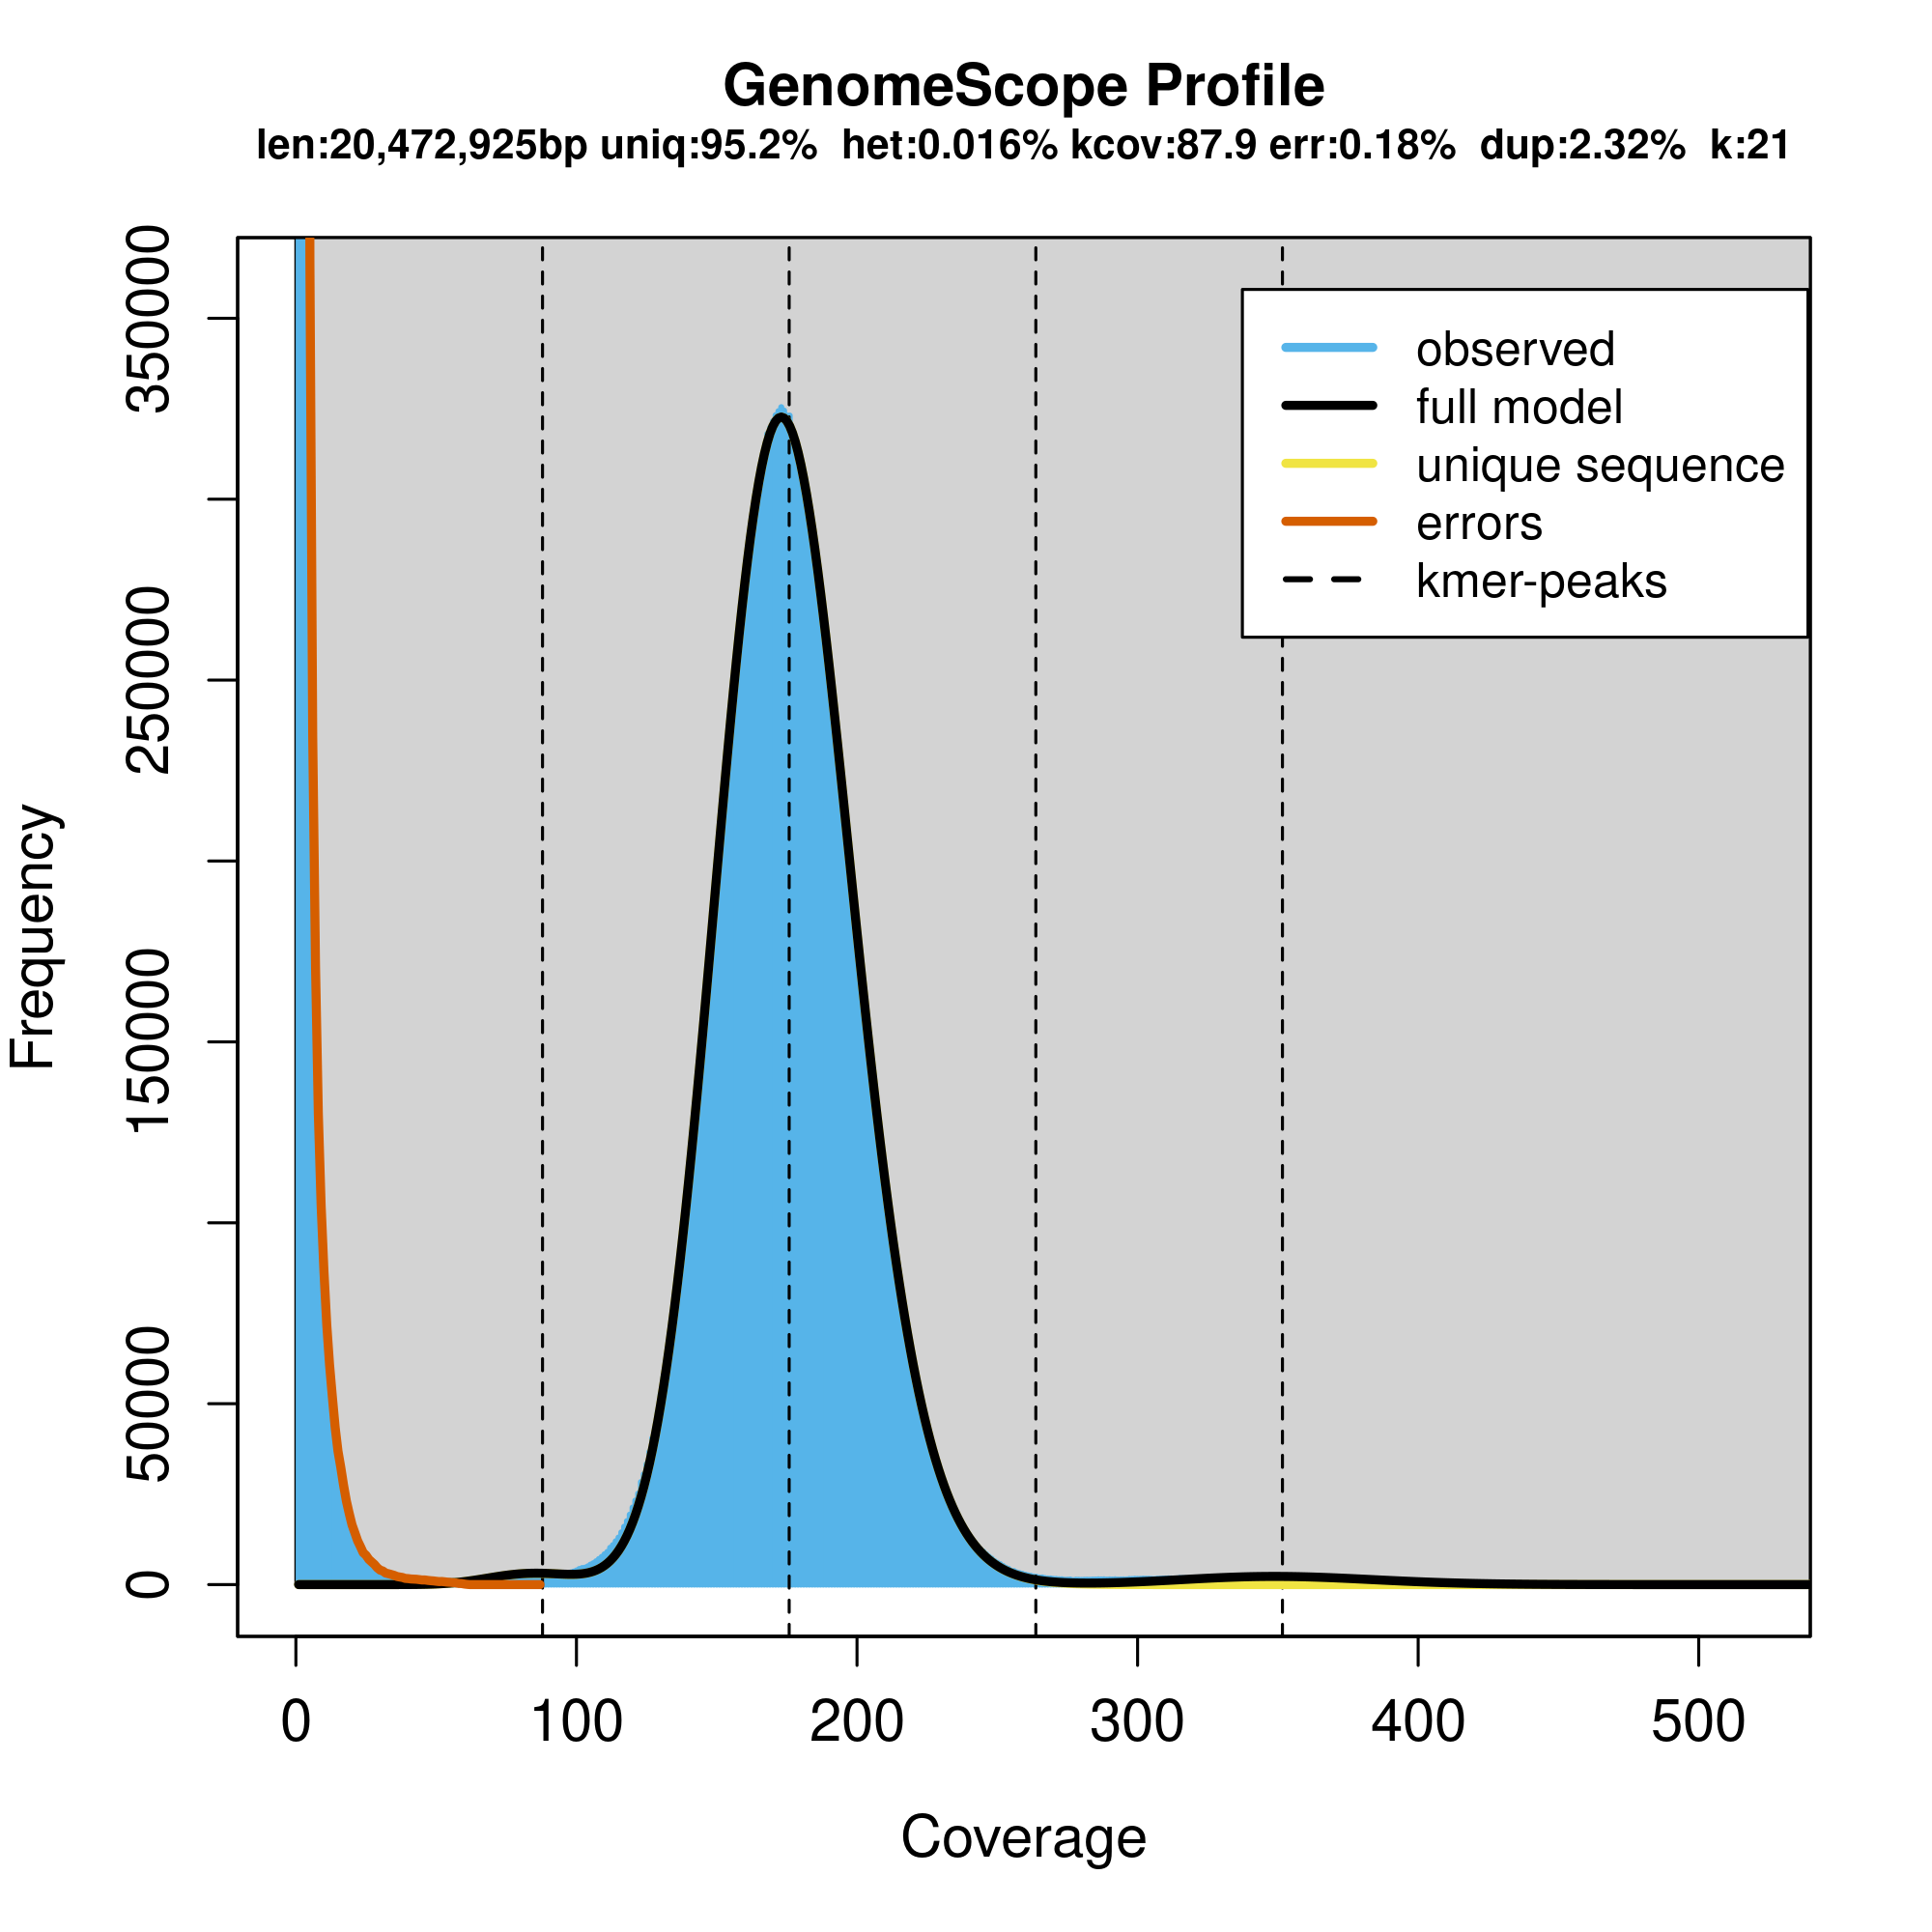 GenomeScope Profile
len:20,472,925bp uniq:95.2% het:0.016% kcov:87.9 err:0.18% dup:2.32% k:21
observed
full model
unique sequence
errors
kmer-peaks
Frequency
350000
250000
150000
50000
0
0 100 200 300 400 500
Coverage